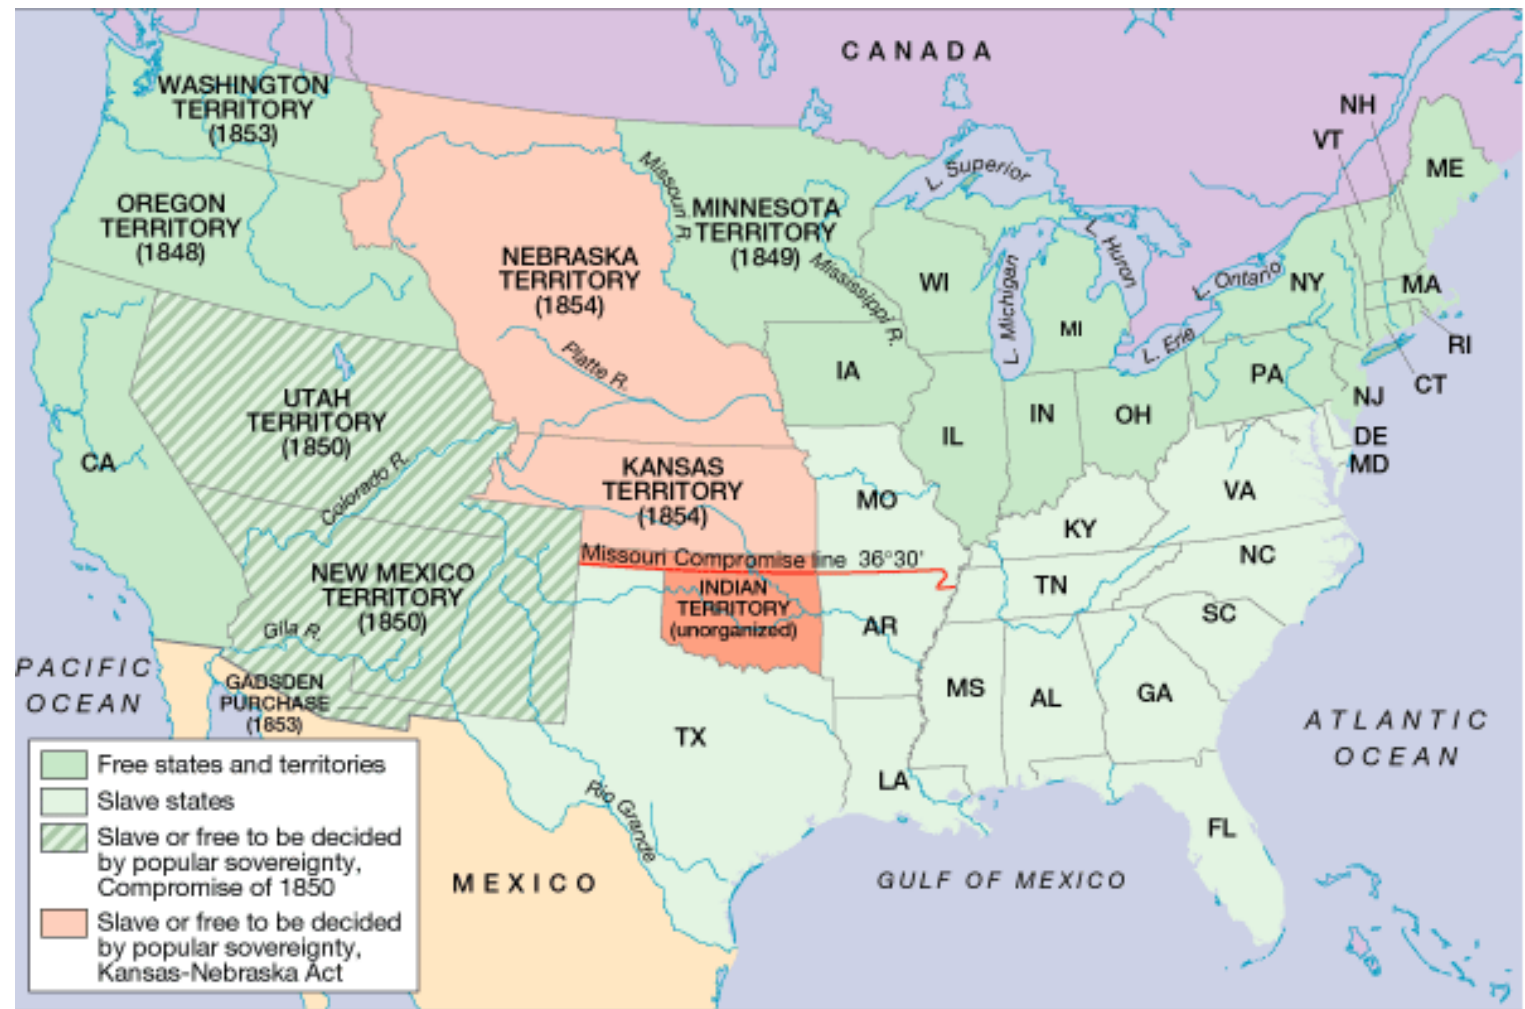 CANADA
WASHINGTON
TERRITORY
(1853)
NH
VT
ME
OREGON
TERRITORY
(1848)
Missouri R.
MINNESOTA
TERRITORY
(1849)
L. Superior
NEBRASKA
TERRITORY
(1854)
Mississippi R.
WI
L. Michigan
L. Huron
MI
L. Ontario
NY
MA
RI
CT
L. Erie
PA
NJ
DE
MD
Platte R.
IA
UTAH
TERRITORY
(1850)
IL
IN
OH
CA
Colorado R.
KANSAS
TERRITORY
(1854)
MO
KY
VA
Missouri Compromise line 36°30'
NC
NEW MEXICO
TERRITORY
(1850)
INDIAN
TERRITORY
(unorganized)
TN
SC
AR
Gila R.
PACIFIC
OCEAN
GADSDEN
PURCHASE
(1853)
MS
AL
GA
TX
ATLANTIC
OCEAN
LA
Rio Grande
FL
MEXICO
GULF OF MEXICO
Free states and territories
Slave states
Slave or free to be decided
by popular sovereignty,
Compromise of 1850
Slave or free to be decided
by popular sovereignty,
Kansas-Nebraska Act